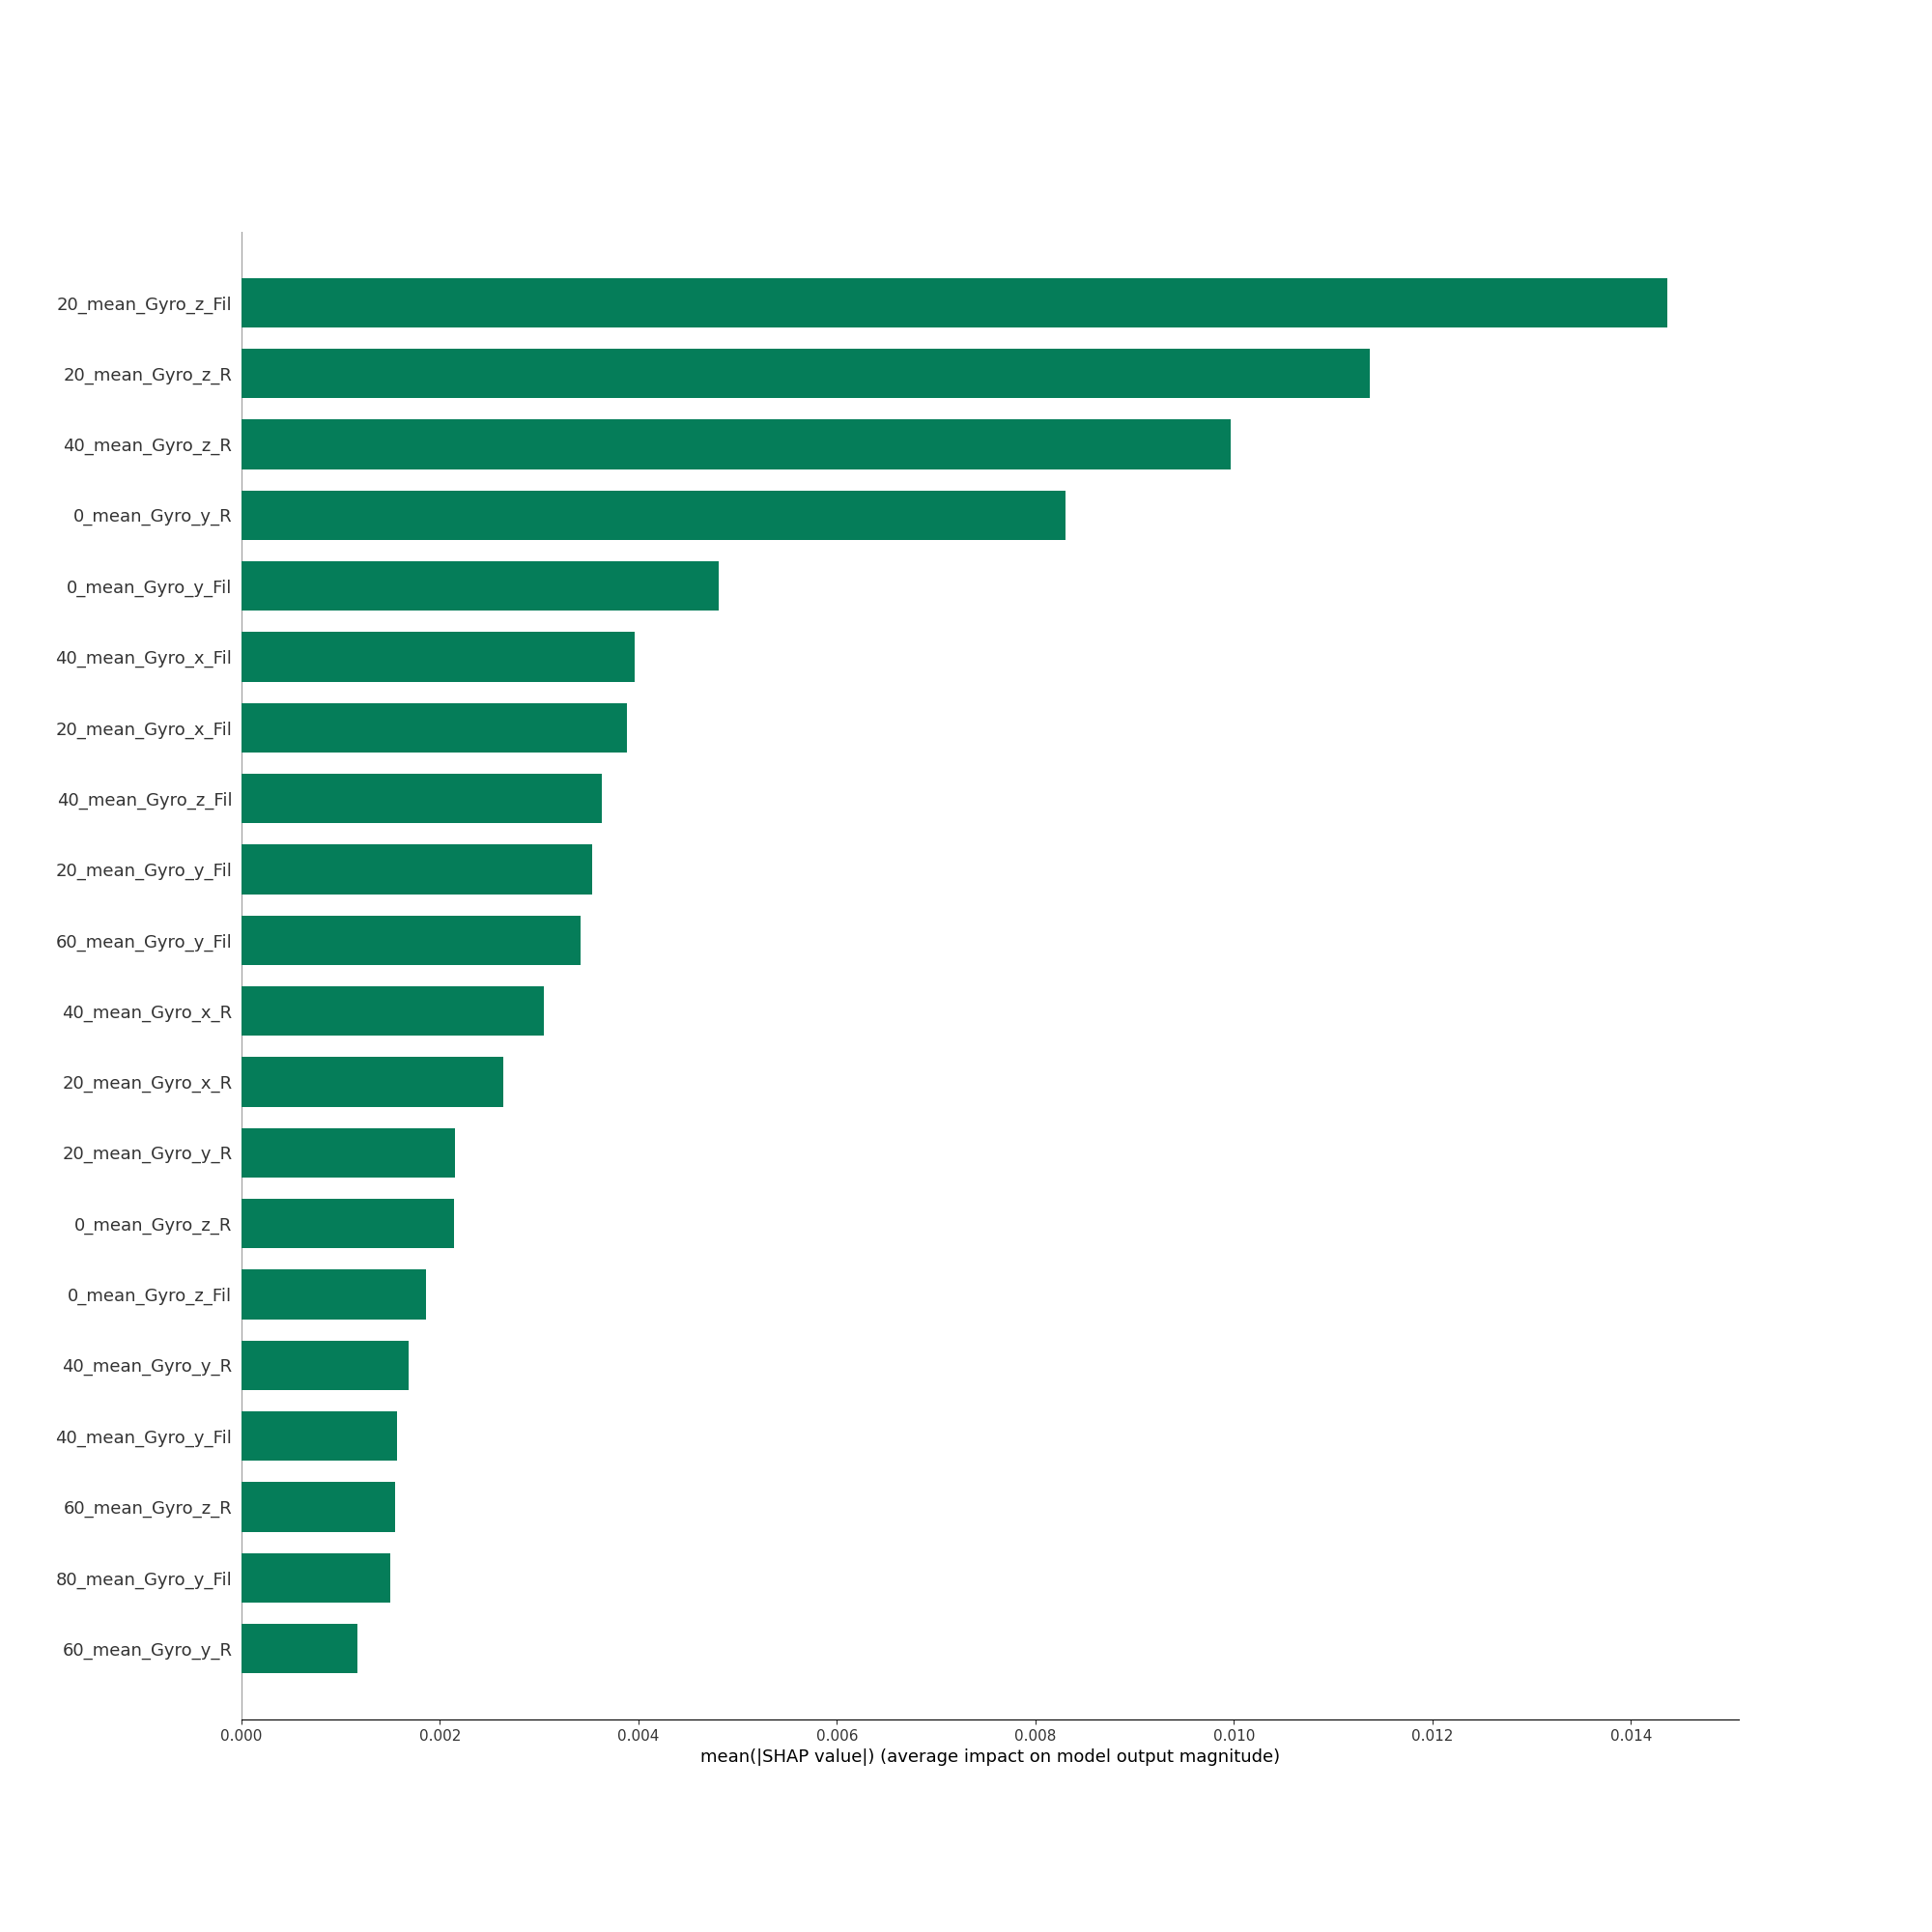 20_mean_Gyro_z_Fil
20_mean_Gyro_z_R
40_mean_Gyro_z_R
0_mean_Gyro_y_R
0_mean_Gyro_y_Fil
40_mean_Gyro_x_Fil
20_mean_Gyro_x_Fil
40_mean_Gyro_z_Fil
20_mean_Gyro_y_Fil
60_mean_Gyro_y_Fil
40_mean_Gyro_x_R
20_mean_Gyro_x_R
20_mean_Gyro_y_R
0_mean_Gyro_z_R
0_mean_Gyro_z_Fil
40_mean_Gyro_y_R
40_mean_Gyro_y_Fil
60_mean_Gyro_z_R
80_mean_Gyro_y_Fil
60_mean_Gyro_y_R
0.000 0.002 0.004 0.006 0.008 0.010 0.012 0.014
mean(|SHAP value|) (average impact on model output magnitude)